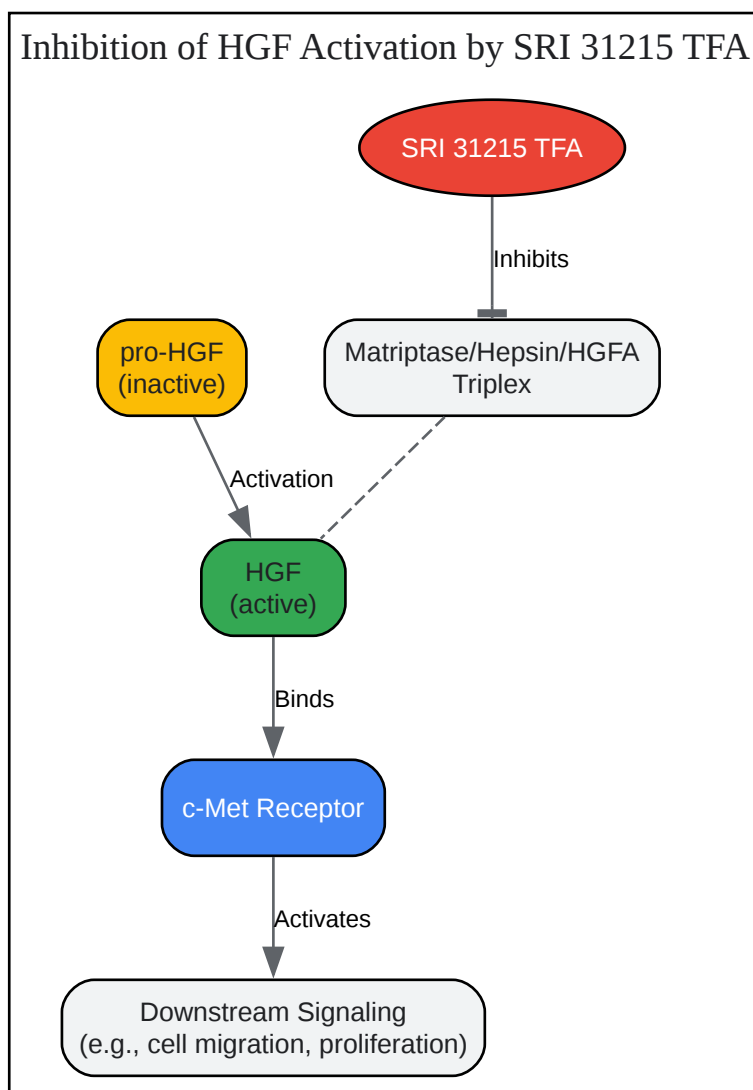 Inhibition of HGF Activation by SRI 31215 TFA
SRI 31215 TFA
Inhibits
pro-HGF
(inactive)
Matriptase/Hepsin/HGFA
Triplex
Activation
HGF
(active)
Binds
c-Met Receptor
Activates
Downstream Signaling
(e.g., cell migration, proliferation)